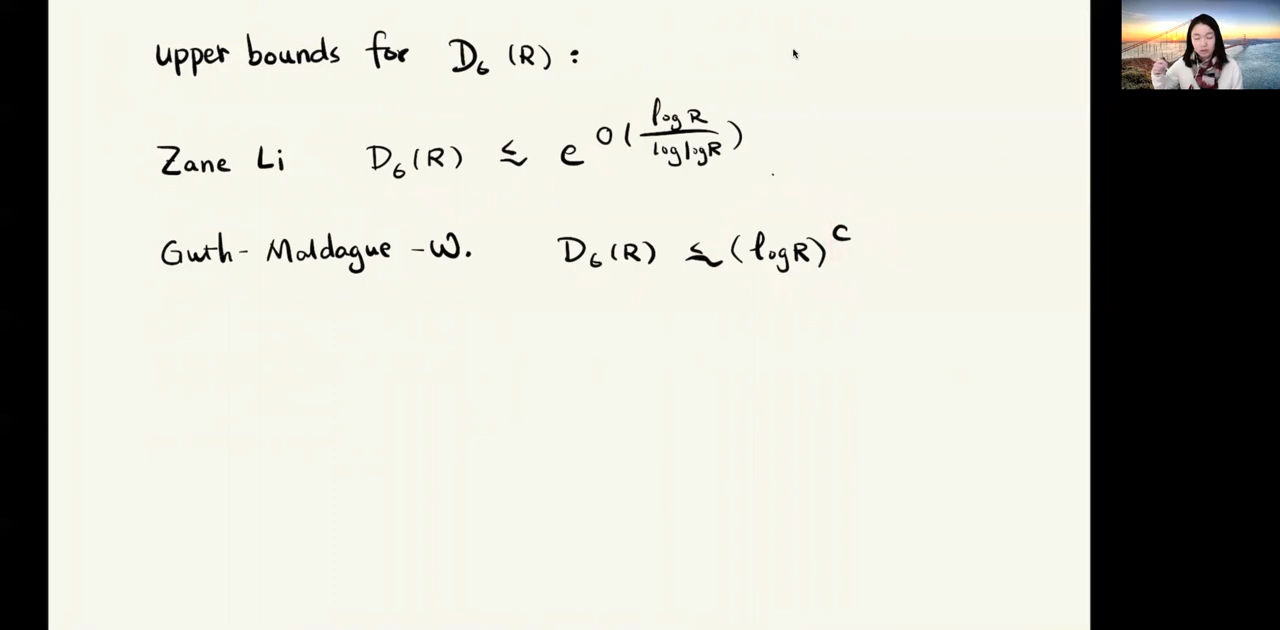 upper bounds for D₆(R) :
Zane Li D₆(R) ≲ e^{O(log R / log log R)}
Guth-Maldague-W. D₆(R) ≲ (log R)^c